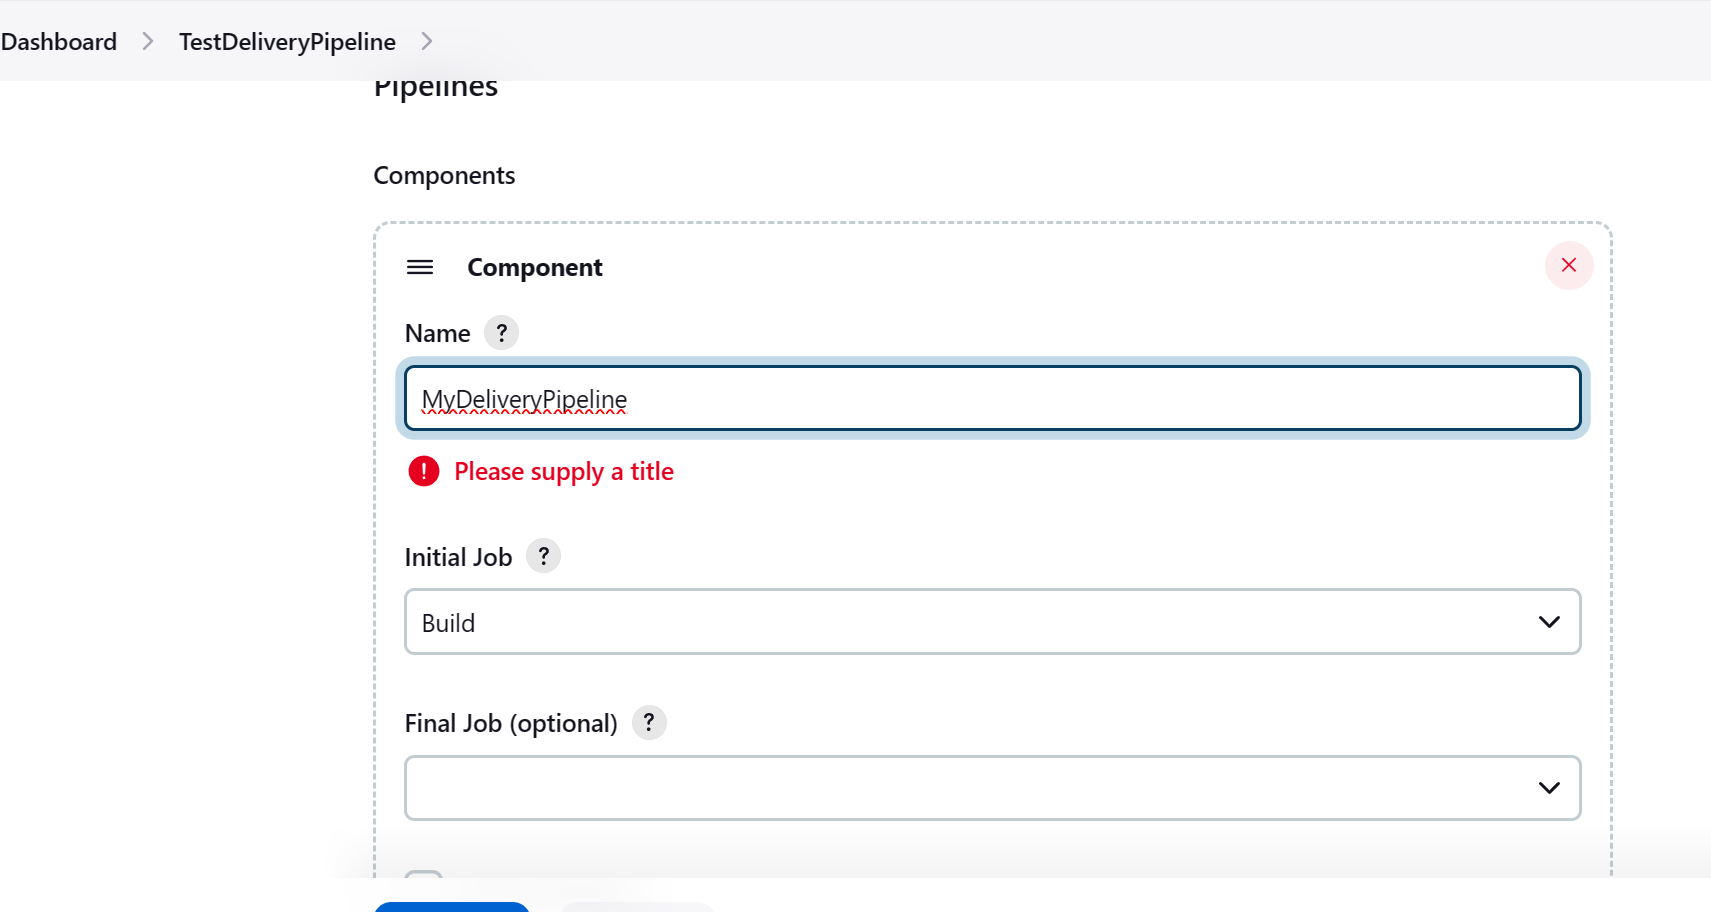 Dashboard > TestDeliveryPipeline >
Pipelines
Components
Component
Name ?
MyDeliveryPipeline
! Please supply a title
Initial Job ?
Build
Final Job (optional) ?